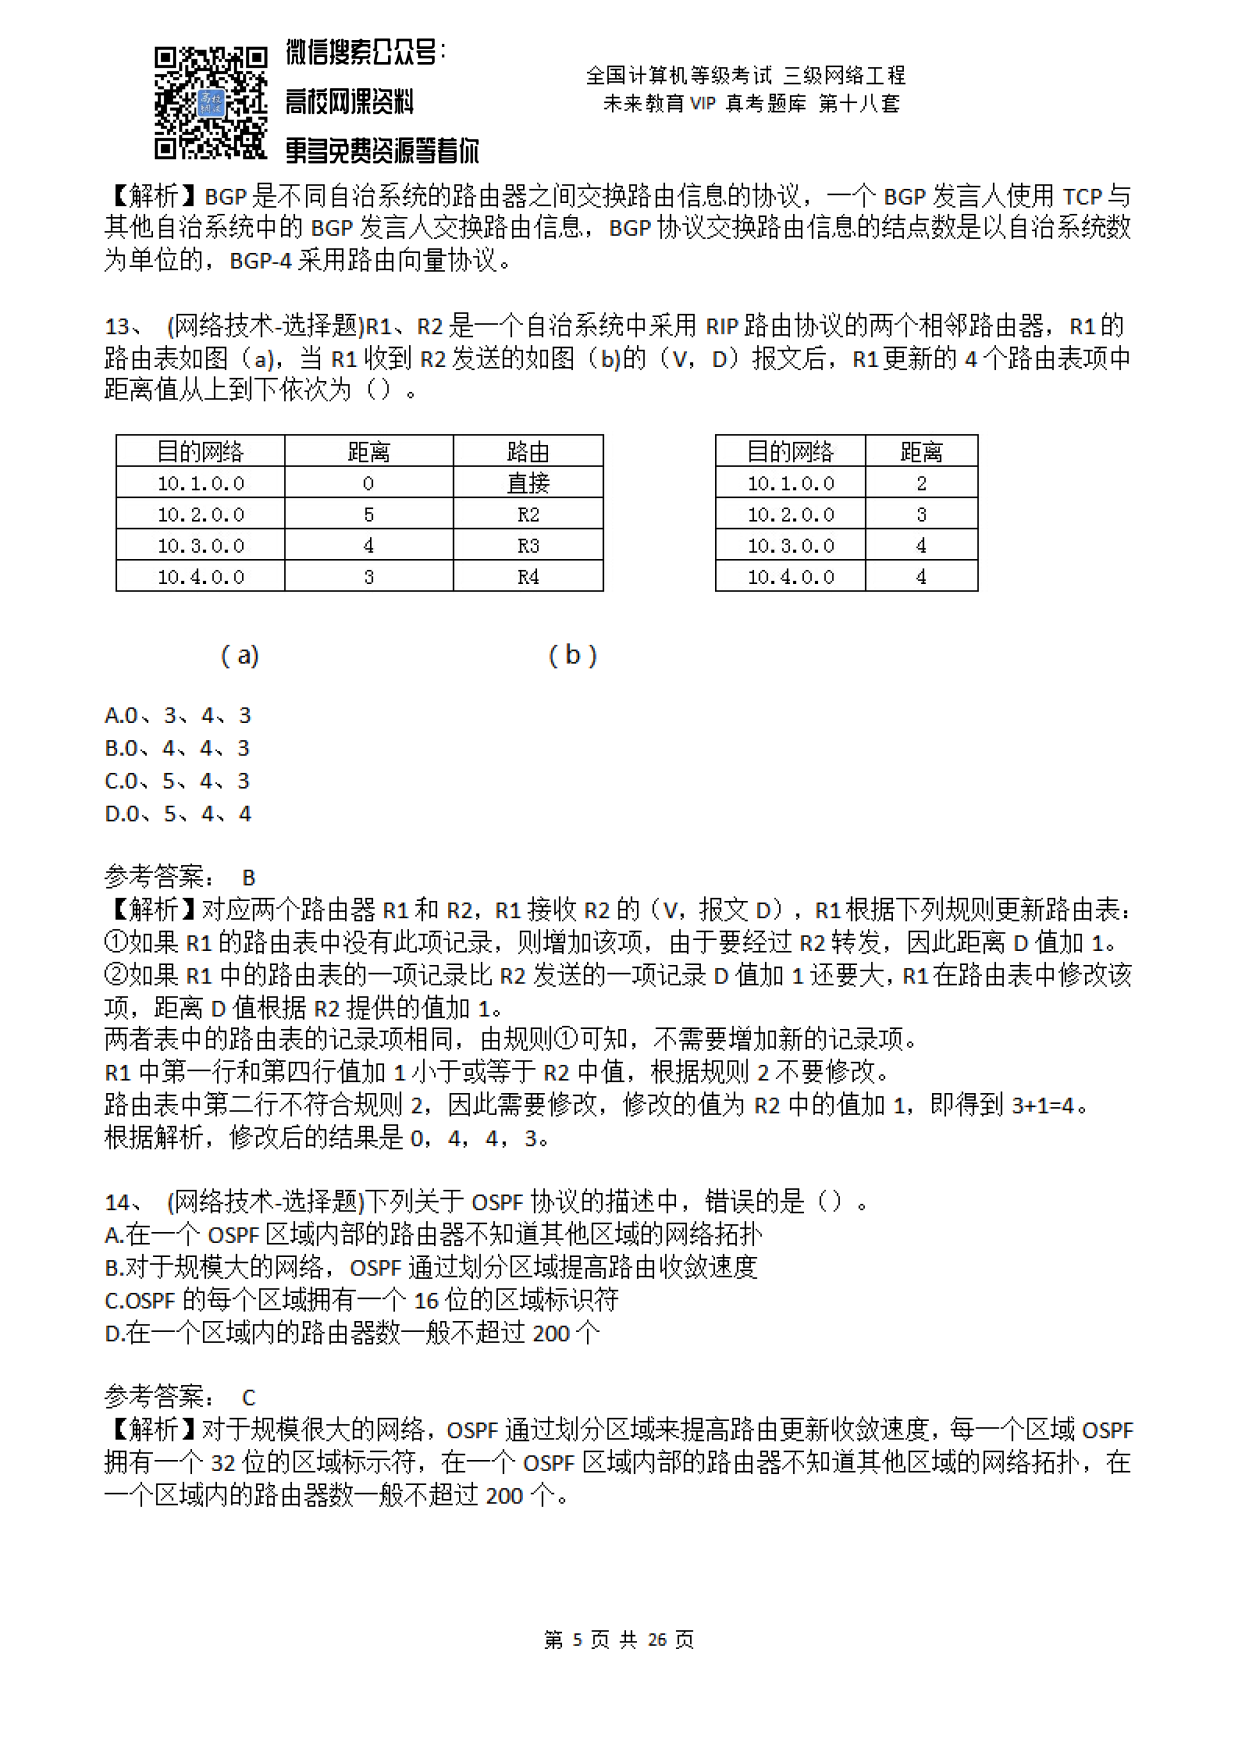 微信搜索公众号：
高校网课资料
更多免费资源等着你
全国计算机等级考试 三级网络工程
未来教育 VIP 真考题库 第十八套
【解析】BGP 是不同自治系统的路由器之间交换路由信息的协议，一个 BGP 发言人使用 TCP 与
其他自治系统中的 BGP 发言人交换路由信息，BGP 协议交换路由信息的结点数是以自治系统数
为单位的，BGP-4 采用路由向量协议。
13、 (网络技术-选择题)R1、R2 是一个自治系统中采用 RIP 路由协议的两个相邻路由器，R1 的
路由表如图（a)，当 R1 收到 R2 发送的如图（b)的（V，D）报文后，R1 更新的 4 个路由表项中
距离值从上到下依次为（）。
目的网络 距离 路由
10.1.0.0 0 直接
10.2.0.0 5 R2
10.3.0.0 4 R3
10.4.0.0 3 R4
目的网络 距离
10.1.0.0 2
10.2.0.0 3
10.3.0.0 4
10.4.0.0 4
( a) ( b )
A.0、3、4、3
B.0、4、4、3
C.0、5、4、3
D.0、5、4、4
参考答案： B
【解析】对应两个路由器 R1 和 R2，R1 接收 R2 的（V，报文 D），R1 根据下列规则更新路由表：
①如果 R1 的路由表中没有此项记录，则增加该项，由于要经过 R2 转发，因此距离 D 值加 1。
②如果 R1 中的路由表的一项记录比 R2 发送的一项记录 D 值加 1 还要大，R1 在路由表中修改该
项，距离 D 值根据 R2 提供的值加 1。
两者表中的路由表的记录项相同，由规则①可知，不需要增加新的记录项。
R1 中第一行和第四行值加 1 小于或等于 R2 中值，根据规则 2 不要修改。
路由表中第二行不符合规则 2，因此需要修改，修改的值为 R2 中的值加 1，即得到 3+1=4。
根据解析，修改后的结果是 0，4，4，3。
14、 (网络技术-选择题)下列关于 OSPF 协议的描述中，错误的是（）。
A.在一个 OSPF 区域内部的路由器不知道其他区域的网络拓扑
B.对于规模大的网络，OSPF 通过划分区域提高路由收敛速度
C.OSPF 的每个区域拥有一个 16 位的区域标识符
D.在一个区域内的路由器数一般不超过 200 个
参考答案： C
【解析】对于规模很大的网络，OSPF 通过划分区域来提高路由更新收敛速度，每一个区域 OSPF
拥有一个 32 位的区域标示符，在一个 OSPF 区域内部的路由器不知道其他区域的网络拓扑，在
一个区域内的路由器数一般不超过 200 个。
第 5 页 共 26 页